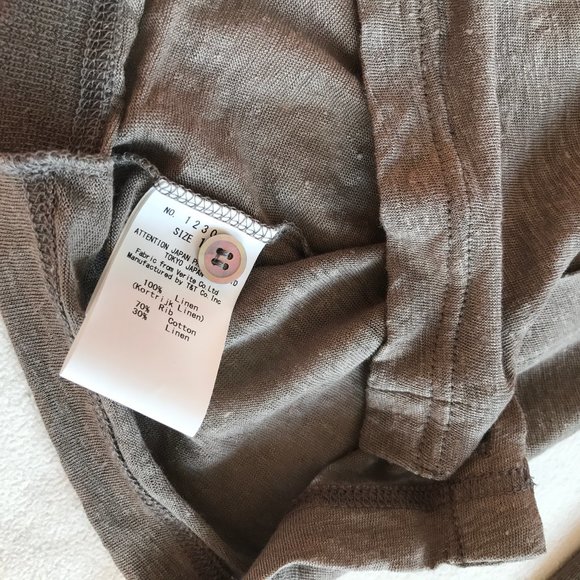 NO. 1230
SIZE 1
ATTENTION JAPAN
TOKYO JAPAN
Fabric from Verite Co.Ltd
Manufactured by I&T Co. Inc
100% Linen
(Kortrijk Linen)
Rib
70% Cotton
30% Linen